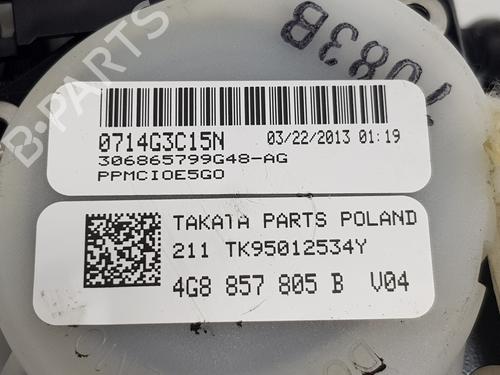 B-PARTS
7083B
0714G3C15N 03/22/2013 01:19
306865799G48-AG
PPMCIOE5GO
TAKATA PARTS POLAND
211 TK95012534Y
4G8 857 805 B V04